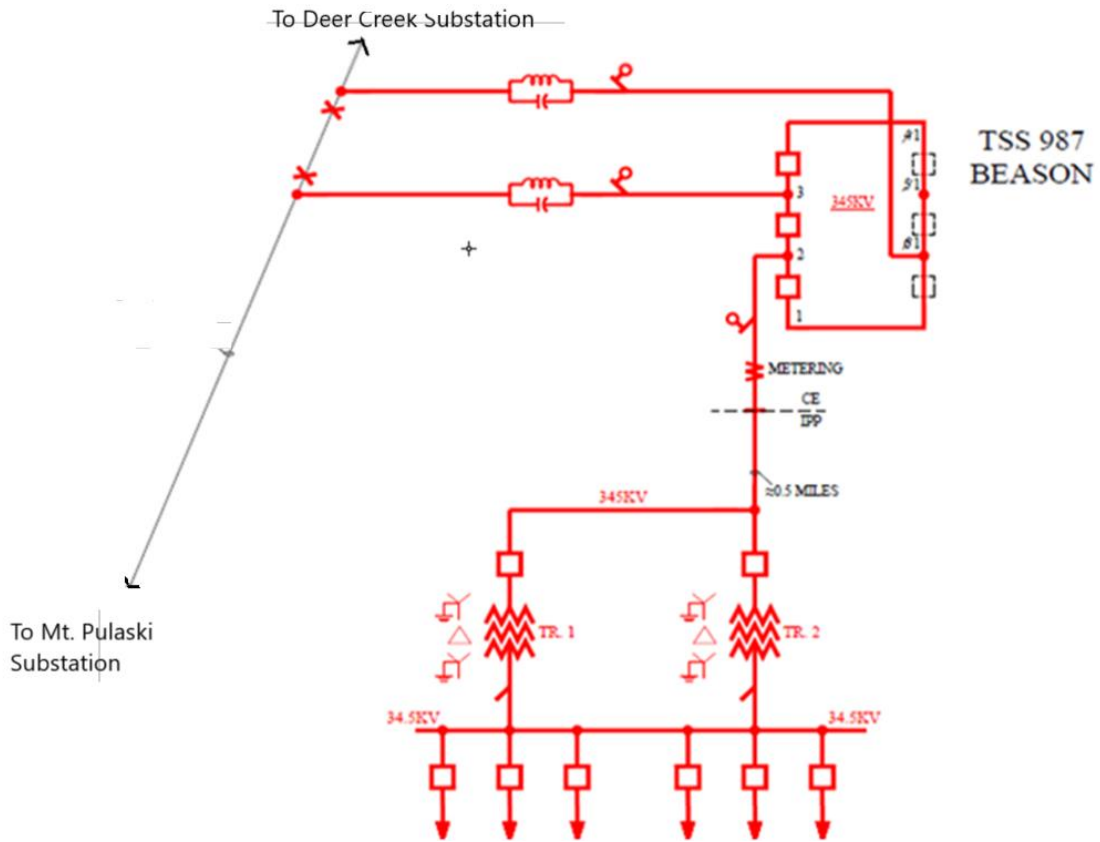 To Deer Creek Substation
TSS 987
BEASON
345KV
3
2
1
METERING
CE
IPP
≈0.5 MILES
345KV
To Mt. Pulaski
Substation
TR. 1
TR. 2
34.5KV
34.5KV